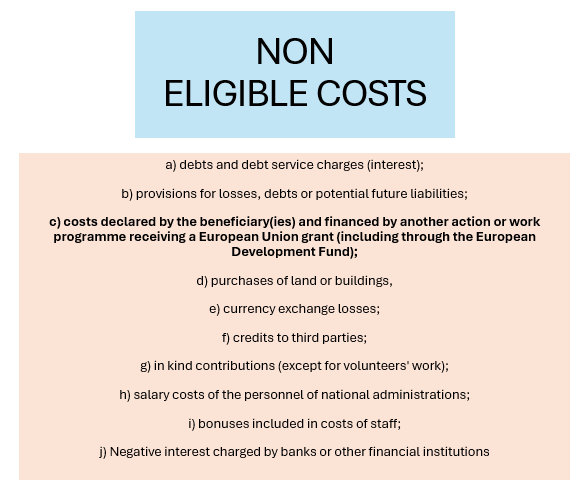 NON
ELIGIBLE COSTS
a) debts and debt service charges (interest);
b) provisions for losses, debts or potential future liabilities;
c) costs declared by the beneficiary(ies) and financed by another action or work
programme receiving a European Union grant (including through the European
Development Fund);
d) purchases of land or buildings,
e) currency exchange losses;
f) credits to third parties;
g) in kind contributions (except for volunteers' work);
h) salary costs of the personnel of national administrations;
i) bonuses included in costs of staff;
j) Negative interest charged by banks or other financial institutions